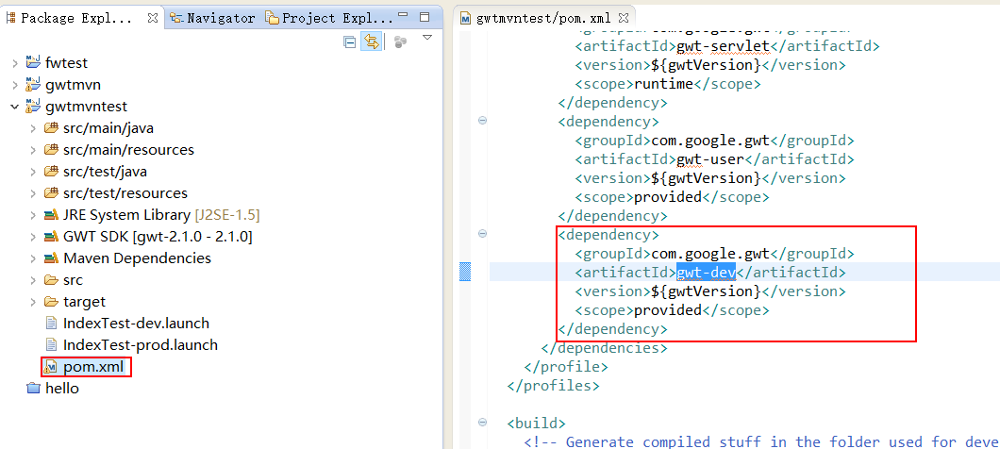 Package Expl...
Navigator
Project Expl...
fwtest
gwtmvn
gwtmvntest
src/main/java
src/main/resources
src/test/java
src/test/resources
JRE System Library [J2SE-1.5]
GWT SDK [gwt-2.1.0 - 2.1.0]
Maven Dependencies
src
target
IndexTest-dev.launch
IndexTest-prod.launch
pom.xml
hello
gwtmvntest/pom.xml
<groupId>com.google.gwt</groupId>
<artifactId>gwt-servlet</artifactId>
<version>${gwtVersion}</version>
<scope>runtime</scope>
</dependency>
<dependency>
<groupId>com.google.gwt</groupId>
<artifactId>gwt-user</artifactId>
<version>${gwtVersion}</version>
<scope>provided</scope>
</dependency>
<dependency>
<groupId>com.google.gwt</groupId>
<artifactId>gwt-dev</artifactId>
<version>${gwtVersion}</version>
<scope>provided</scope>
</dependency>
</dependencies>
</profile>
</profiles>
<build>
<!-- Generate compiled stuff in the folder used for deve